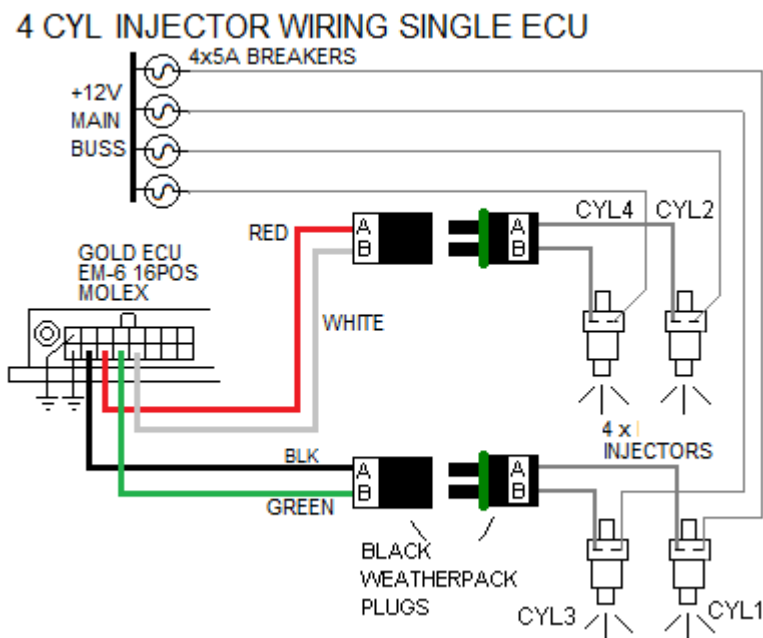 4 CYL INJECTOR WIRING SINGLE ECU
4x5A BREAKERS
+12V
MAIN
BUSS
RED
A
B
A
B
CYL4
CYL2
GOLD ECU
EM-6 16POS
MOLEX
WHITE
4 x
INJECTORS
BLK
A
B
A
B
GREEN
BLACK
WEATHERPACK
PLUGS
CYL3
CYL1